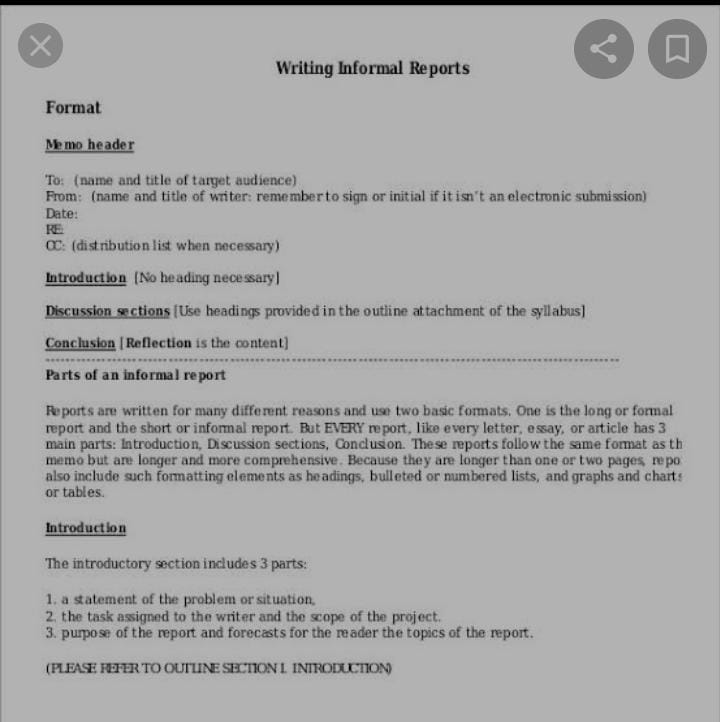 Writing Informal Reports
Format
Memo header
To: (name and title of target audience)
From: (name and title of writer: remember to sign or initial if it isn't an electronic submission)
Date:
RE:
CC: (distribution list when necessary)
Introduction [No heading necessary]
Discussion sections [Use headings provided in the outline attachment of the syllabus]
Conclusion [Reflection is the content]
Parts of an informal report
Reports are written for many different reasons and use two basic formats. One is the long or formal
report and the short or informal report. But EVERY report, like every letter, essay, or article has 3
main parts: Introduction, Discussion sections, Conclusion. These reports follow the same format as th
memo but are longer and more comprehensive. Because they are longer than one or two pages, repo
also include such formatting elements as headings, bulleted or numbered lists, and graphs and charts
or tables.
Introduction
The introductory section includes 3 parts:
1. a statement of the problem or situation,
2. the task assigned to the writer and the scope of the project.
3. purpose of the report and forecasts for the reader the topics of the report.
(PLEASE REFER TO OUTLINE SECTION I. INTRODUCTION)